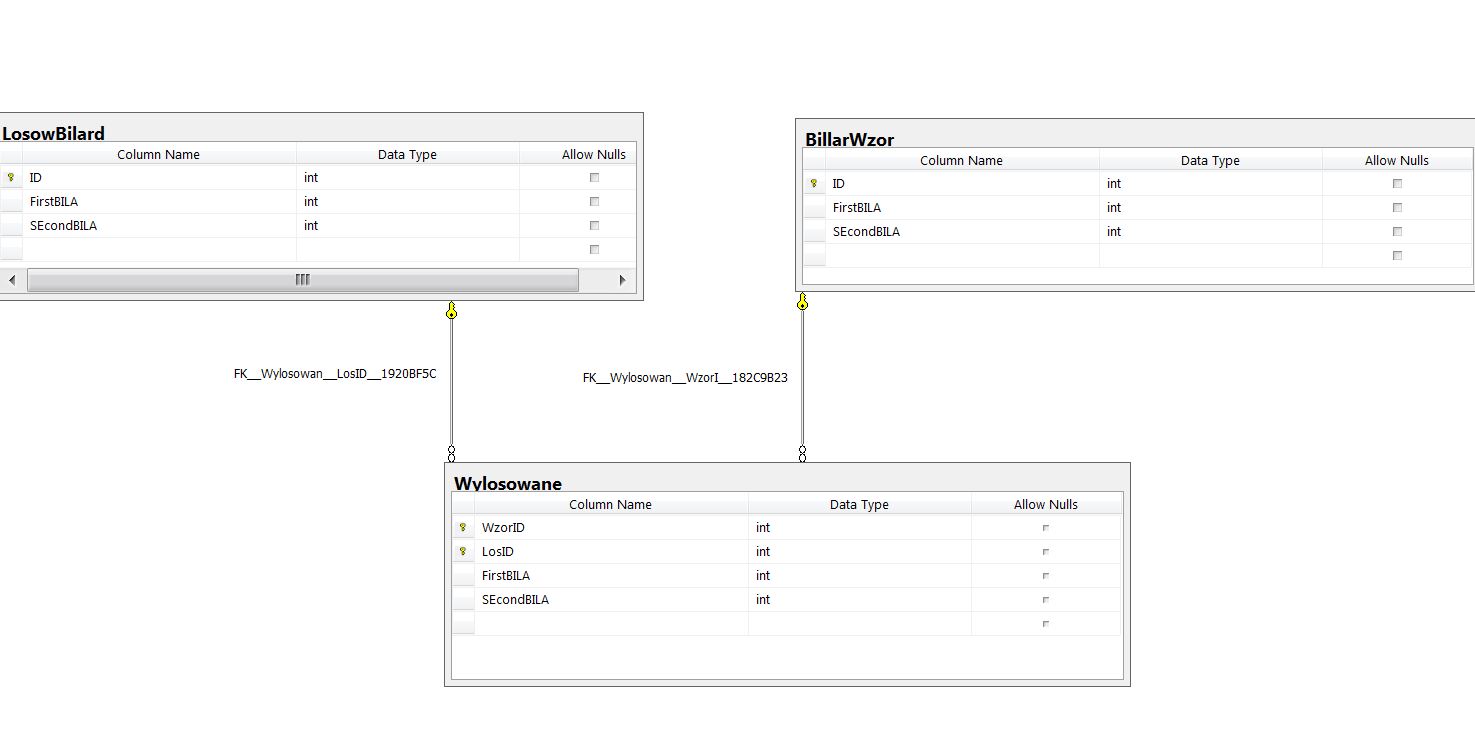 LosowBilard
Column Name Data Type Allow Nulls
ID int
FirstBILA int
SEcondBILA int
BillarWzor
Column Name Data Type Allow Nulls
ID int
FirstBILA int
SEcondBILA int
FK__Wylosowan__LosID__1920BF5C
FK__Wylosowan__WzorI__182C9B23
Wylosowane
Column Name Data Type Allow Nulls
WzorID int
LosID int
FirstBILA int
SEcondBILA int